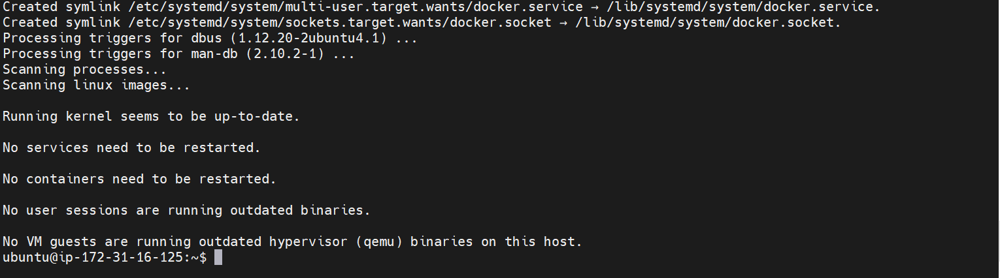 Created symlink /etc/systemd/system/multi-user.target.wants/docker.service → /lib/systemd/system/docker.service.
Created symlink /etc/systemd/system/sockets.target.wants/docker.socket → /lib/systemd/system/docker.socket.
Processing triggers for dbus (1.12.20-2ubuntu4.1) ...
Processing triggers for man-db (2.10.2-1) ...
Scanning processes...
Scanning linux images...
Running kernel seems to be up-to-date.
No services need to be restarted.
No containers need to be restarted.
No user sessions are running outdated binaries.
No VM guests are running outdated hypervisor (qemu) binaries on this host.
ubuntu@ip-172-31-16-125:~$